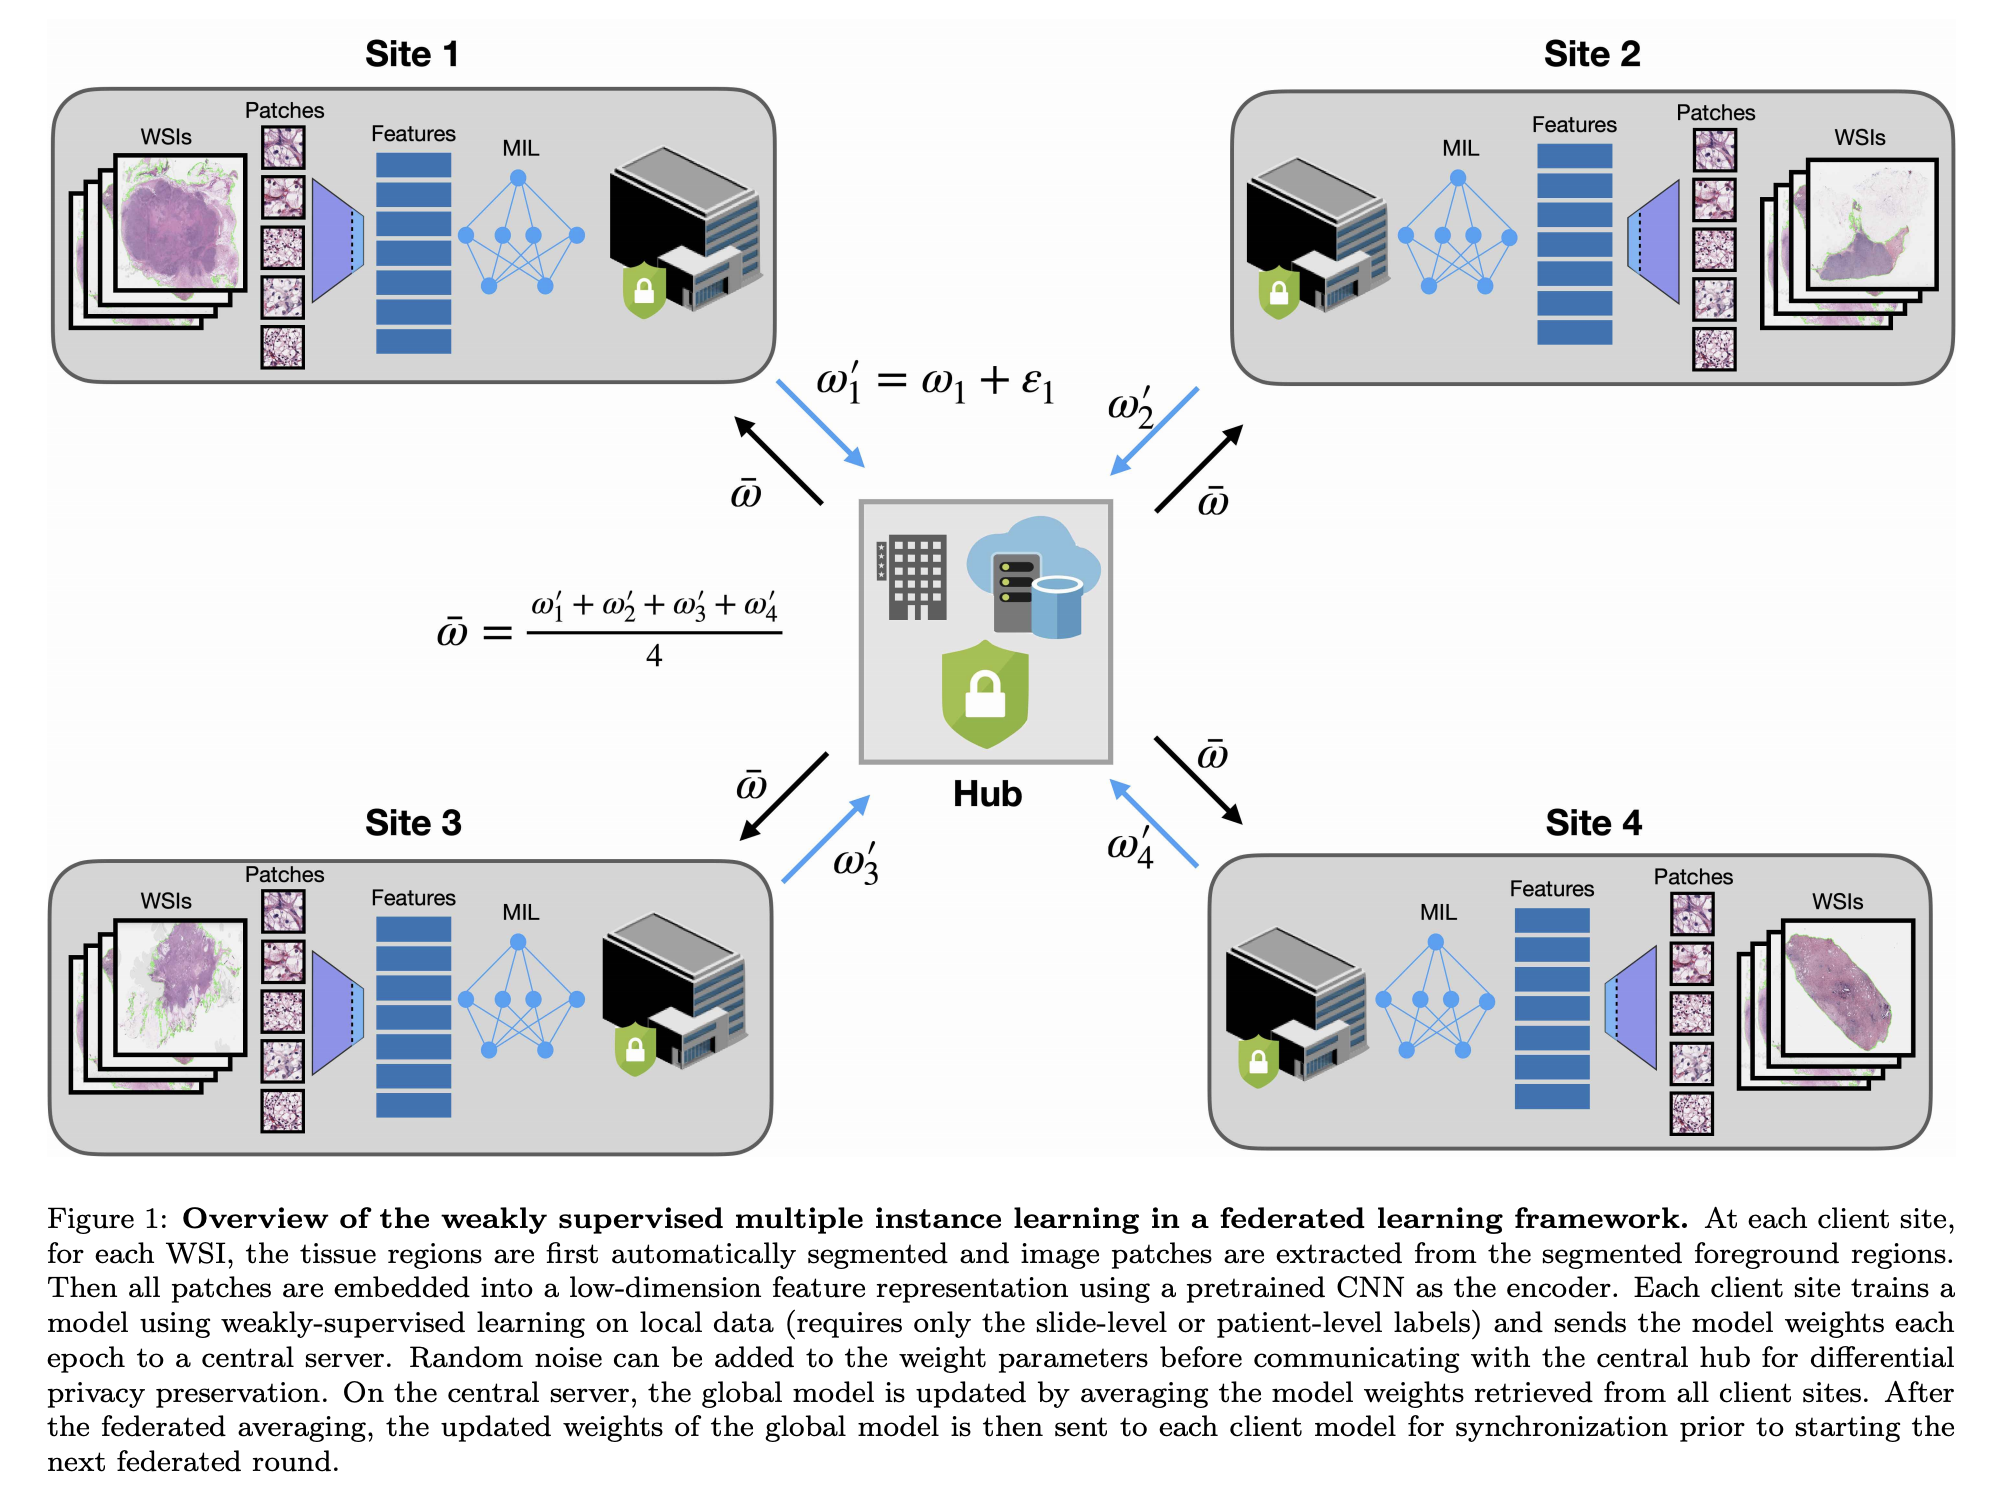 Site 1
Site 2
WSIs
Patches
Features
MIL
MIL
Features
Patches
WSIs
ω′₁ = ω₁ + ε₁
ω′₂
ω̄
ω̄
ω̄ = (ω′₁ + ω′₂ + ω′₃ + ω′₄) / 4
Hub
ω̄
ω̄
ω′₃
ω′₄
Site 3
Site 4
WSIs
Patches
Features
MIL
MIL
Features
Patches
WSIs
Figure 1: Overview of the weakly supervised multiple instance learning in a federated learning framework. At each client site,
for each WSI, the tissue regions are first automatically segmented and image patches are extracted from the segmented foreground regions.
Then all patches are embedded into a low-dimension feature representation using a pretrained CNN as the encoder. Each client site trains a
model using weakly-supervised learning on local data (requires only the slide-level or patient-level labels) and sends the model weights each
epoch to a central server. Random noise can be added to the weight parameters before communicating with the central hub for differential
privacy preservation. On the central server, the global model is updated by averaging the model weights retrieved from all client sites. After
the federated averaging, the updated weights of the global model is then sent to each client model for synchronization prior to starting the
next federated round.